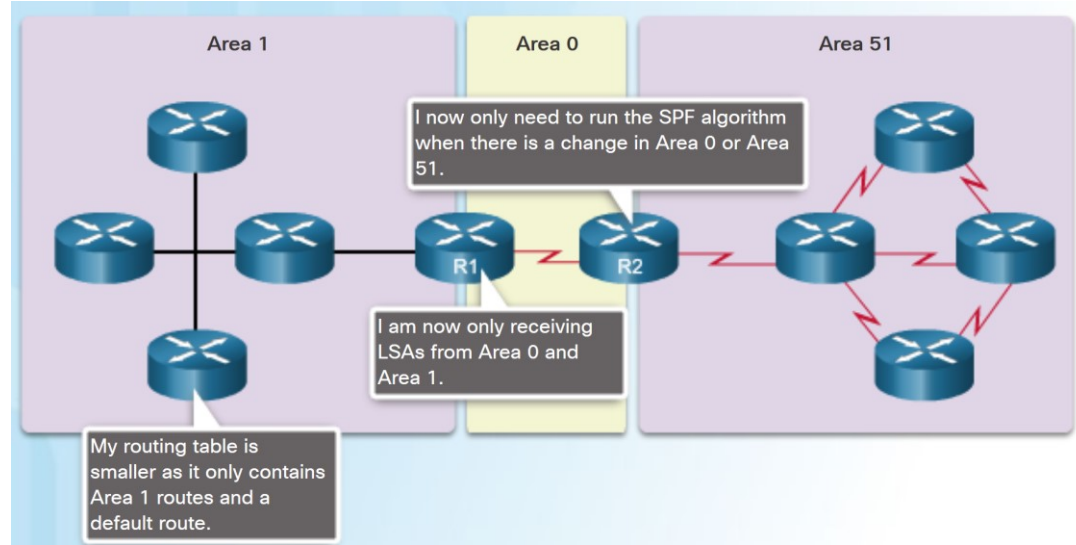 Area 1
Area 0
Area 51
I now only need to run the SPF algorithm
when there is a change in Area 0 or Area
51.
R1
R2
I am now only receiving
LSAs from Area 0 and
Area 1.
My routing table is
smaller as it only contains
Area 1 routes and a
default route.